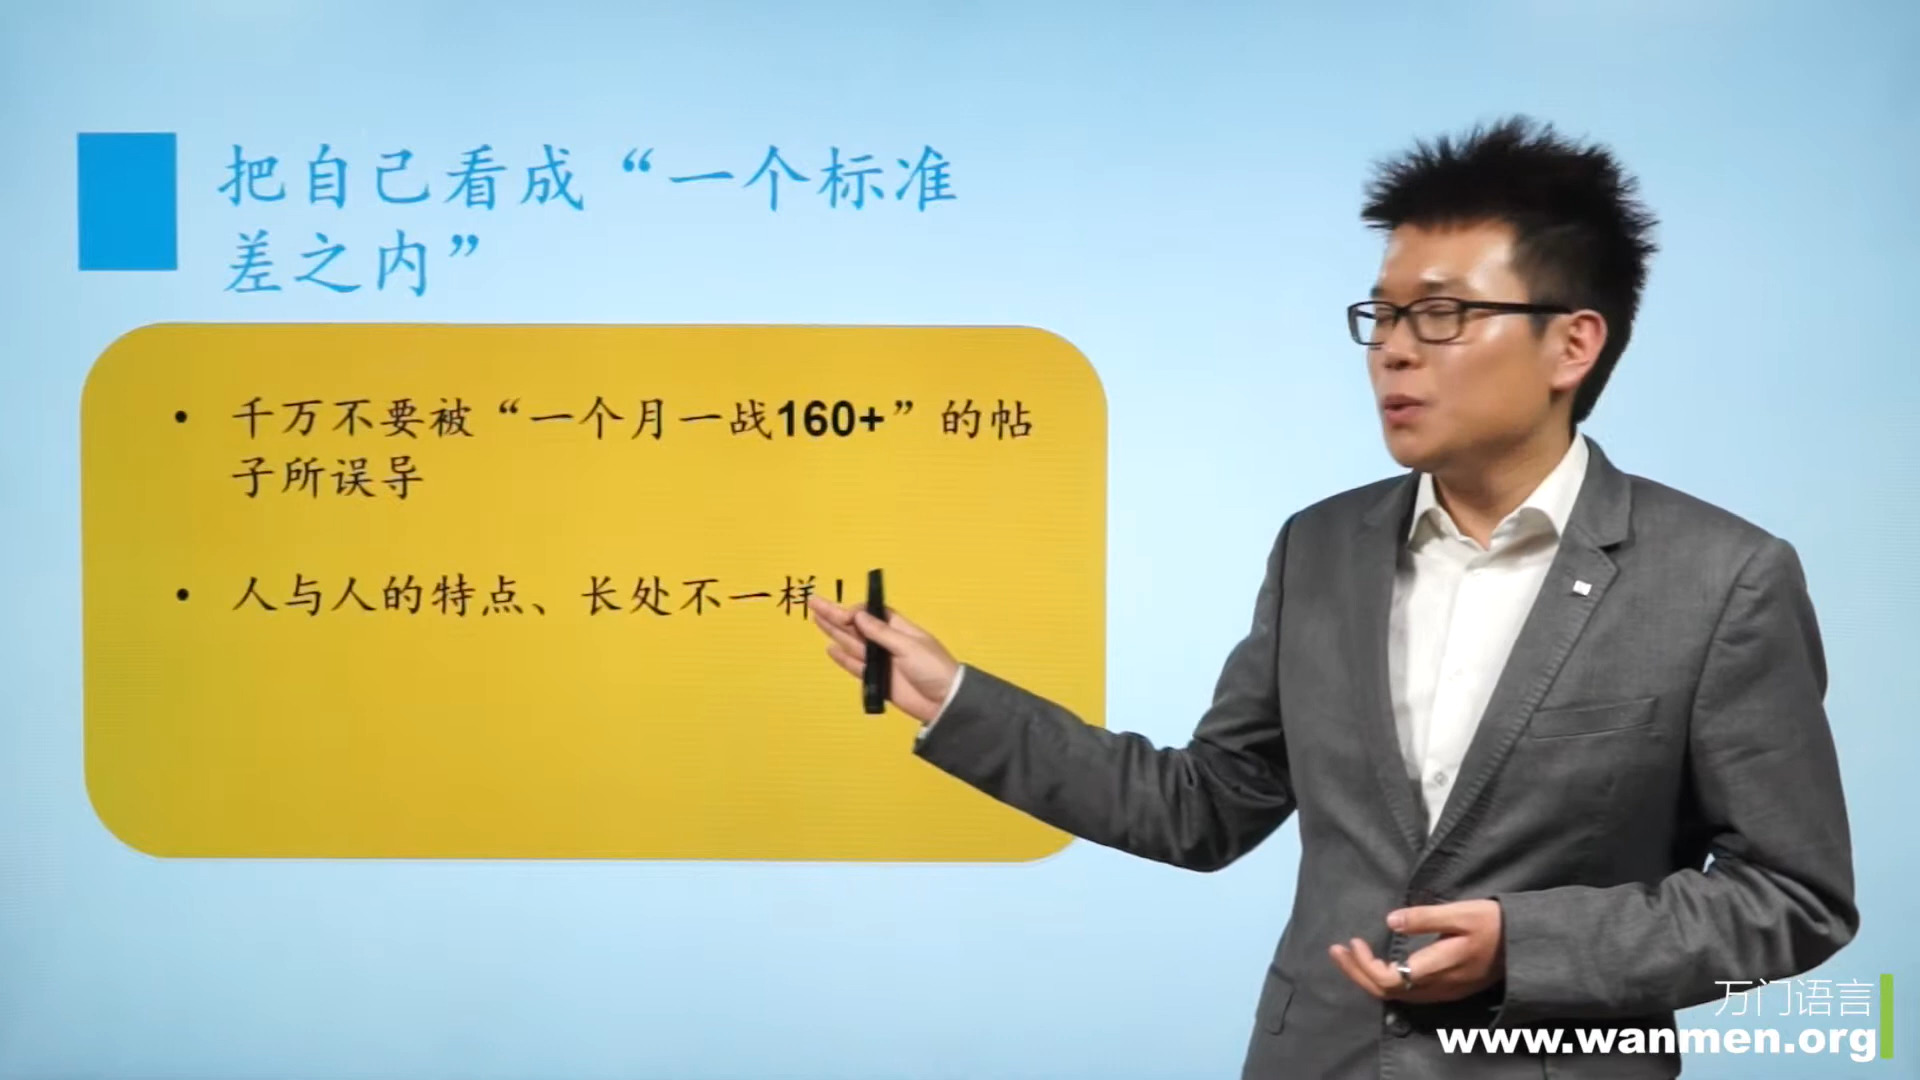 把自己看成“一个标准
差之内”
• 千万不要被“一个月一战160+”的帖
子所误导
• 人与人的特点、长处不一样！
万门语言
www.wanmen.org